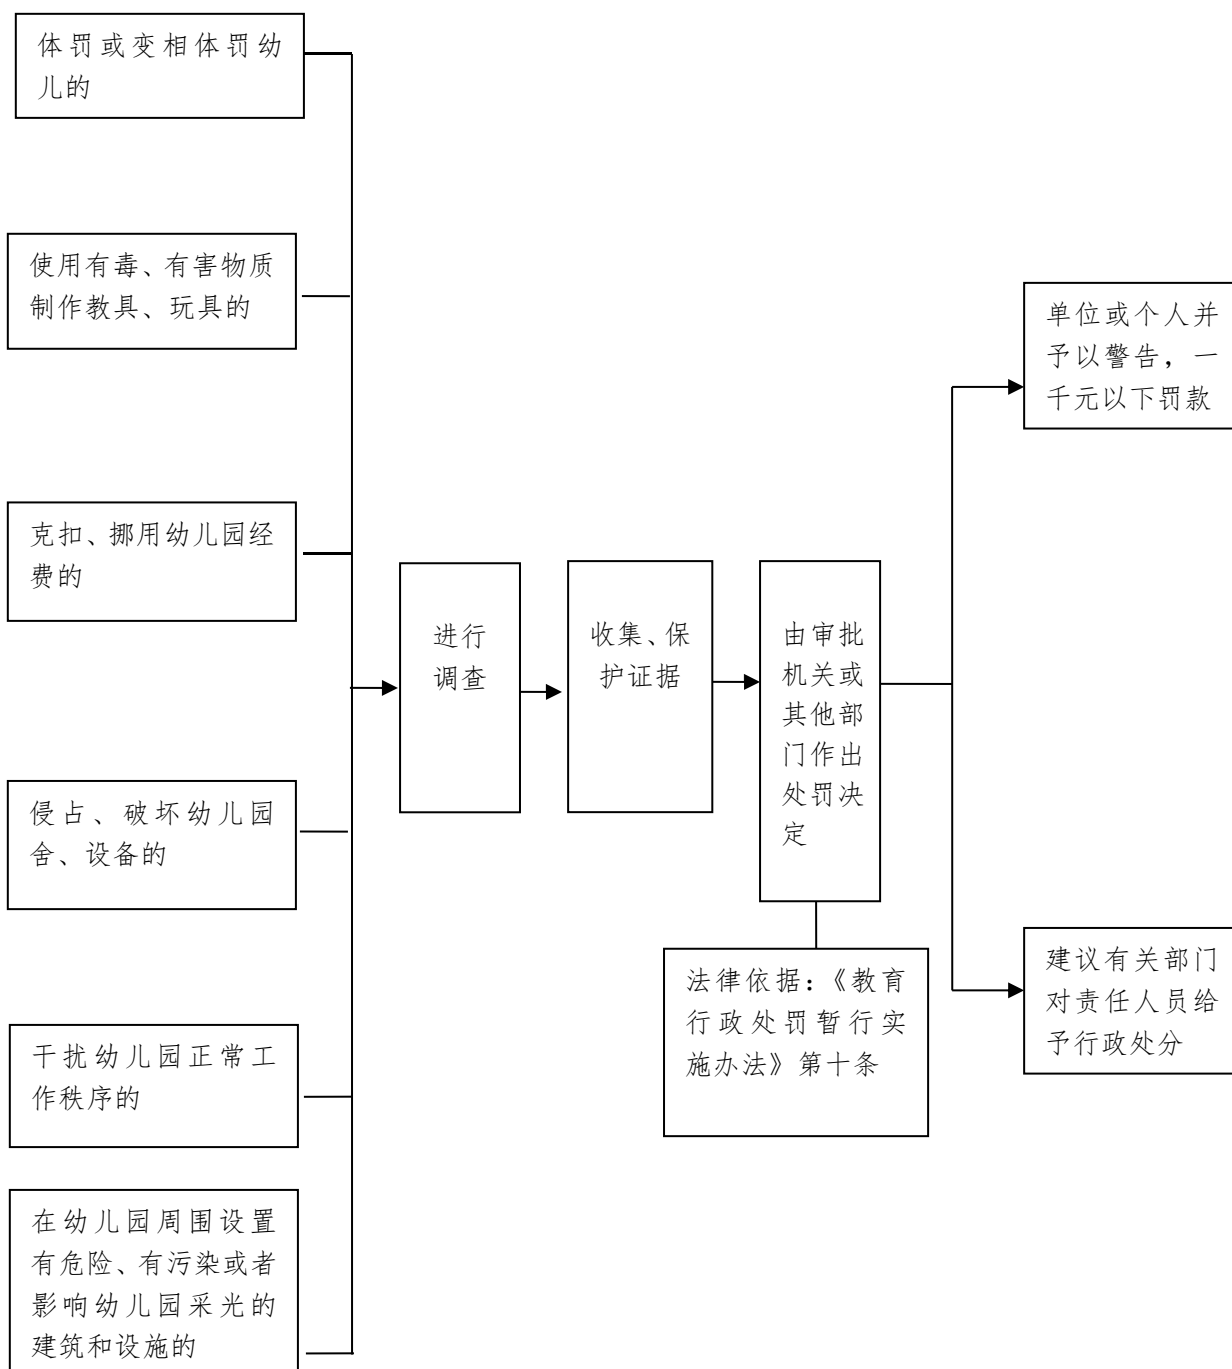 体罚或变相体罚幼
儿的
使用有毒、有害物质
制作教具、玩具的
克扣、挪用幼儿园经
费的
侵占、破坏幼儿园
舍、设备的
干扰幼儿园正常工
作秩序的
在幼儿园周围设置
有危险、有污染或者
影响幼儿园采光的
建筑和设施的
进行
调查
收集、保
护证据
由审批
机关或
其他部
门作出
处罚决
定
法律依据：《教育
行政处罚暂行实
施办法》第十条
单位或个人并
予以警告，一
千元以下罚款
建议有关部门
对责任人员给
予行政处分